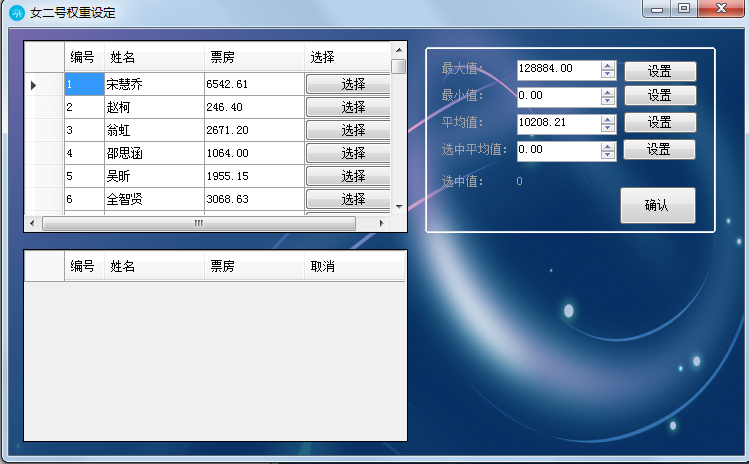 女二号权重设定
编号 姓名 票房 选择
1 宋慧乔 6542.61 选择
2 赵柯 246.40 选择
3 翁虹 2671.20 选择
4 邵思涵 1064.00 选择
5 吴昕 1955.15 选择
6 全智贤 3068.63 选择
最大值: 128884.00 设置
最小值: 0.00 设置
平均值: 10208.21 设置
选中平均值: 0.00 设置
选中值: 0
确认
编号 姓名 票房 取消